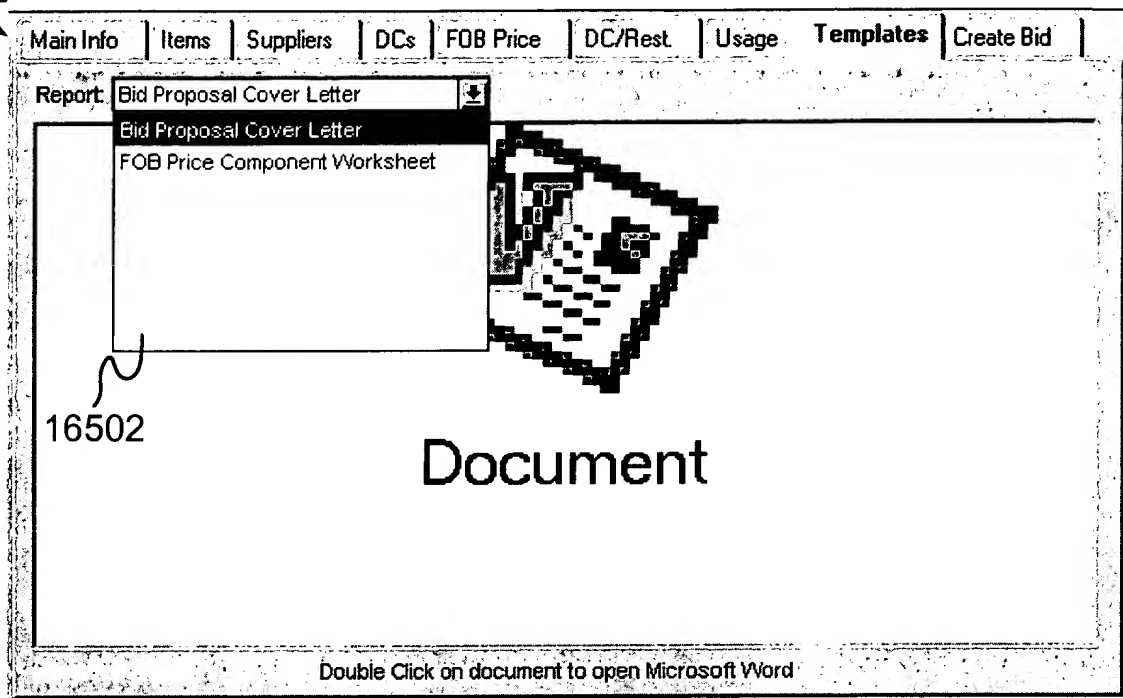 Main Info Items Suppliers DCs FOB Price DC/Rest. Usage Templates Create Bid
Report: Bid Proposal Cover Letter
Bid Proposal Cover Letter
FOB Price Component Worksheet
16502
Document
Double Click on document to open Microsoft Word